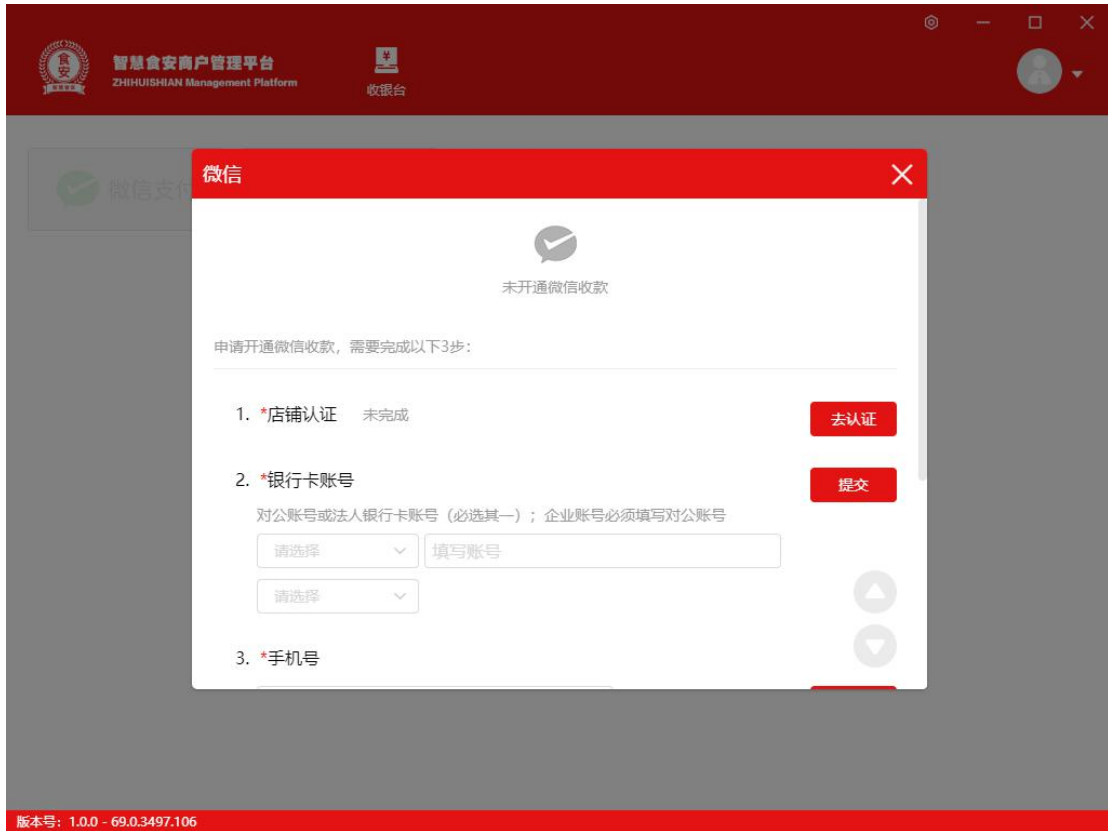 智慧食安商户管理平台
ZHIHUISHIAN Management Platform
食安
¥
收银台
微信支付
微信
未开通微信收款
申请开通微信收款，需要完成以下3步：
1. *店铺认证 未完成 去认证
2. *银行卡账号 提交
对公账号或法人银行卡账号（必选其一）；企业账号必须填写对公账号
请选择 填写账号
请选择
3. *手机号
版本号：1.0.0 - 69.0.3497.106